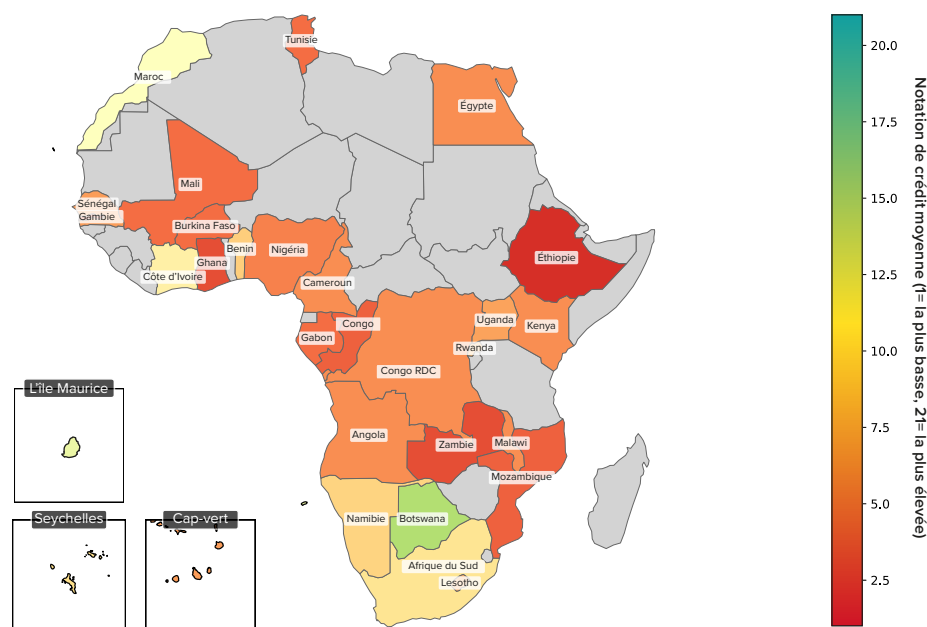 Tunisie
Maroc
Égypte
Mali
Sénégal
Gambie
Burkina Faso
Benin
Nigéria
Ghana
Côte d'Ivoire
Éthiopie
Cameroun
Uganda
Kenya
Congo
Gabon
Rwanda
Congo RDC
L'île Maurice
Angola
Zambie
Malawi
Mozambique
Seychelles
Cap-vert
Namibie
Botswana
Afrique du Sud
Lesotho
20.0
17.5
15.0
12.5
10.0
7.5
5.0
2.5
Notation de crédit moyenne (1= la plus basse, 21= la plus élevée)